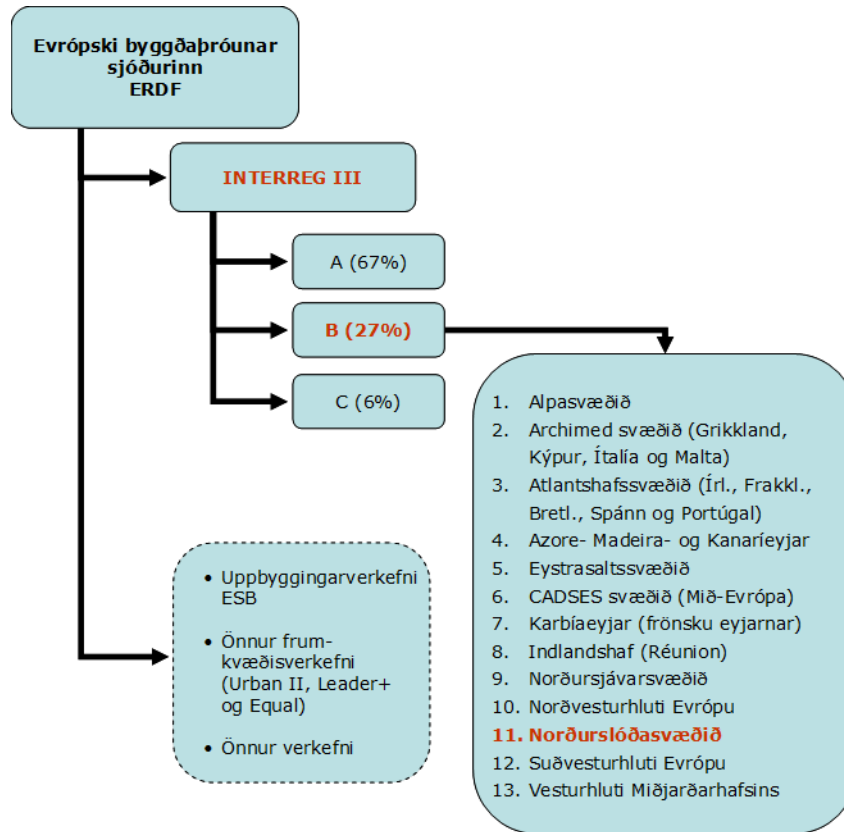 Evrópski byggðaþróunar
sjóðurinn
ERDF
INTERREG III
A (67%)
B (27%)
C (6%)
1. Alpasvæðið
2. Archimed svæðið (Grikkland,
Kýpur, Ítalía og Malta)
3. Atlantshafssvæðið (Írl., Frakkl.,
Bretl., Spánn og Portúgal)
4. Azore- Madeira- og Kanaríeyjar
5. Eystrasaltssvæðið
6. CADSES svæðið (Mið-Evrópa)
7. Karbíaeyjar (frönsku eyjarnar)
8. Indlandshaf (Réunion)
9. Norðursjávarsvæðið
10. Norðvesturhluti Evrópu
11. Norðurslóðasvæðið
12. Suðvesturhluti Evrópu
13. Vesturhluti Miðjarðarhafsins
• Uppbyggingarverkefni
ESB
• Önnur frum-
kvæðisverkefni
(Urban II, Leader+
og Equal)
• Önnur verkefni